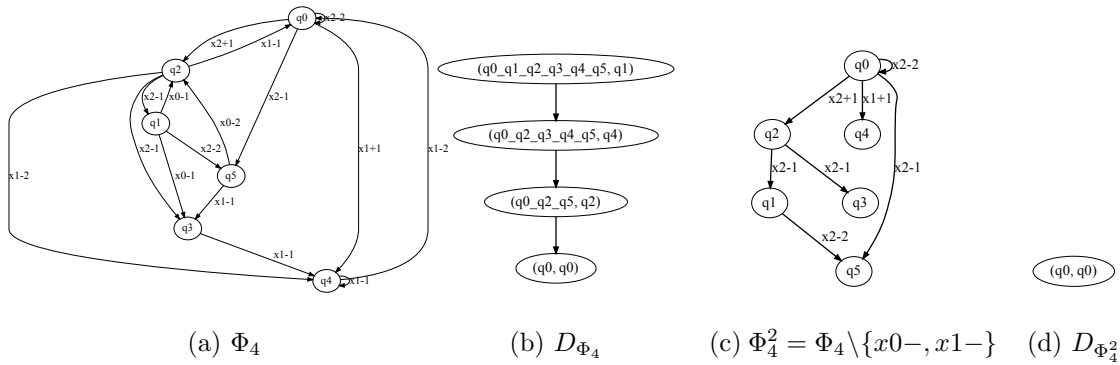 q0
x2-2
x2+1
x1-1
q2
x2-1
x0-1
x2-1
q1
x0-2
x2-1
x2-2
x0-1
q5
x1-2
x1+1
x1-2
x1-1
q3
x1-1
q4
x1-1
(a) Φ₄
(q0_q1_q2_q3_q4_q5, q1)
(q0_q2_q3_q4_q5, q4)
(q0_q2_q5, q2)
(q0, q0)
(b) D_Φ₄
q0
x2-2
x2+1
x1+1
q2
q4
x2-1
x2-1
x2-1
q1
q3
x2-2
q5
(c) Φ₄² = Φ₄\{x0−, x1−}
(q0, q0)
(d) D_Φ₄²